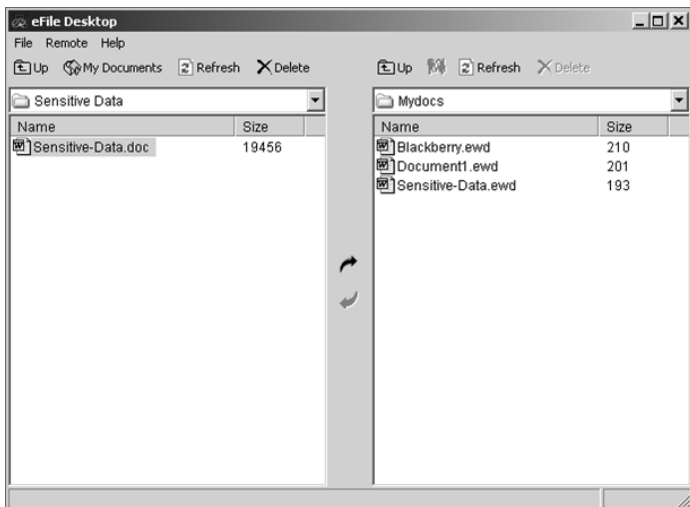 eFile Desktop
File Remote Help
Up My Documents Refresh Delete
Up Refresh Delete
Sensitive Data
Mydocs
Name Size
Sensitive-Data.doc 19456
Name Size
Blackberry.ewd 210
Document1.ewd 201
Sensitive-Data.ewd 193